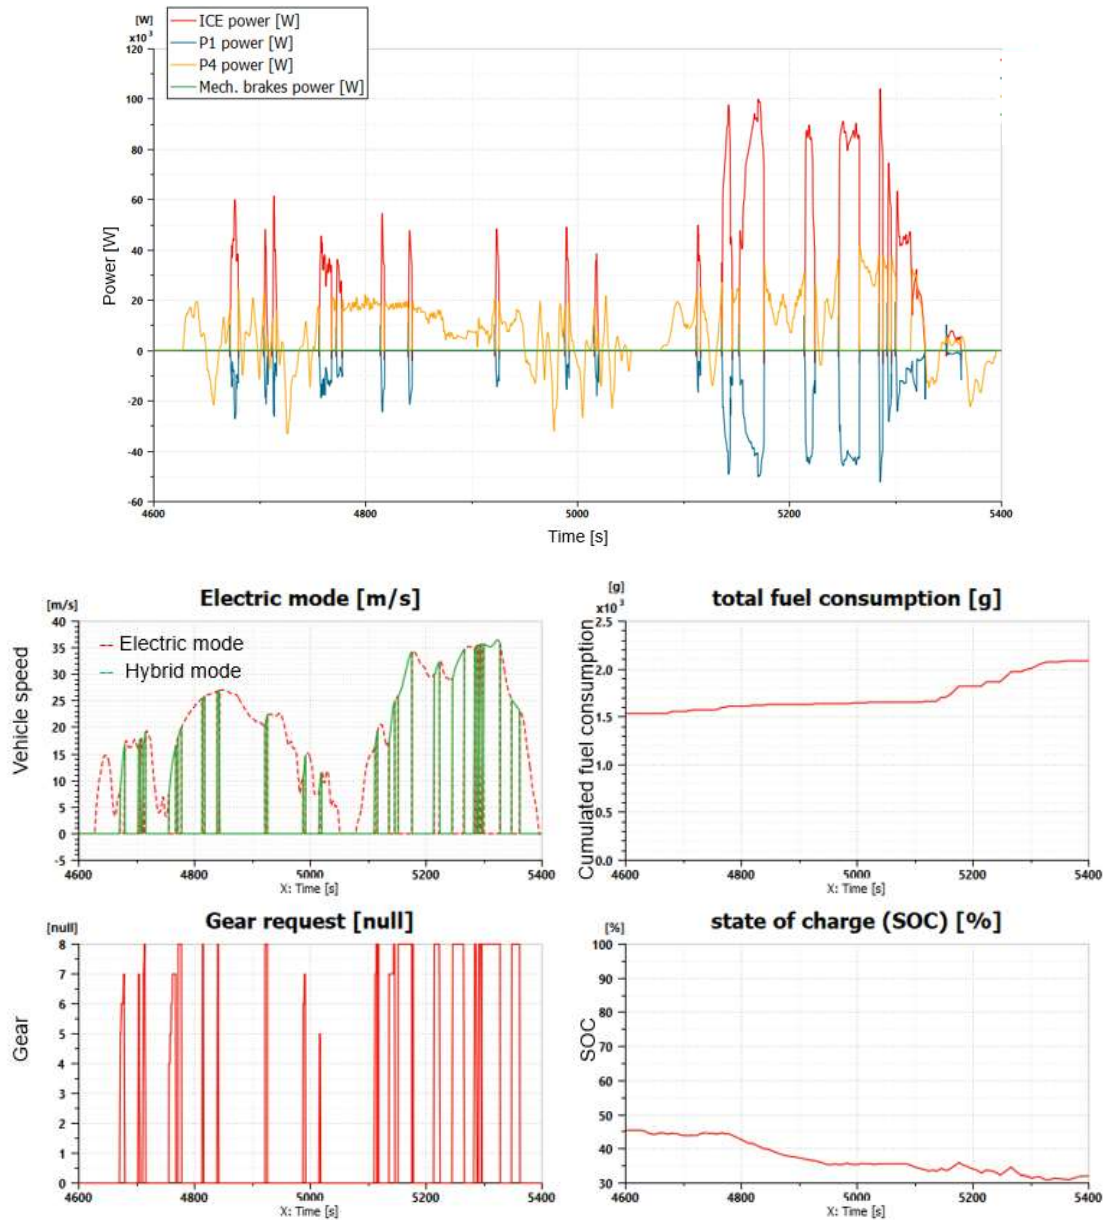 [W]
x10³
ICE power [W]
P1 power [W]
P4 power [W]
Mech. brakes power [W]
120
100
80
60
40
20
0
-20
-40
-60
Power [W]
4600 4800 5000 5200 5400
Time [s]
[m/s]
Electric mode [m/s]
Electric mode
Hybrid mode
40
35
30
25
20
15
10
5
0
-5
Vehicle speed
4600 4800 5000 5200 5400
X: Time [s]
[g]
x10³
total fuel consumption [g]
2.5
2.0
1.5
1.0
0.5
0.0
Cumulated fuel consumption
4600 4800 5000 5200 5400
X: Time [s]
[null]
Gear request [null]
8
7
6
5
4
3
2
1
0
Gear
4600 4800 5000 5200 5400
X: Time [s]
[%]
state of charge (SOC) [%]
100
90
80
70
60
50
40
30
SOC
4600 4800 5000 5200 5400
X: Time [s]